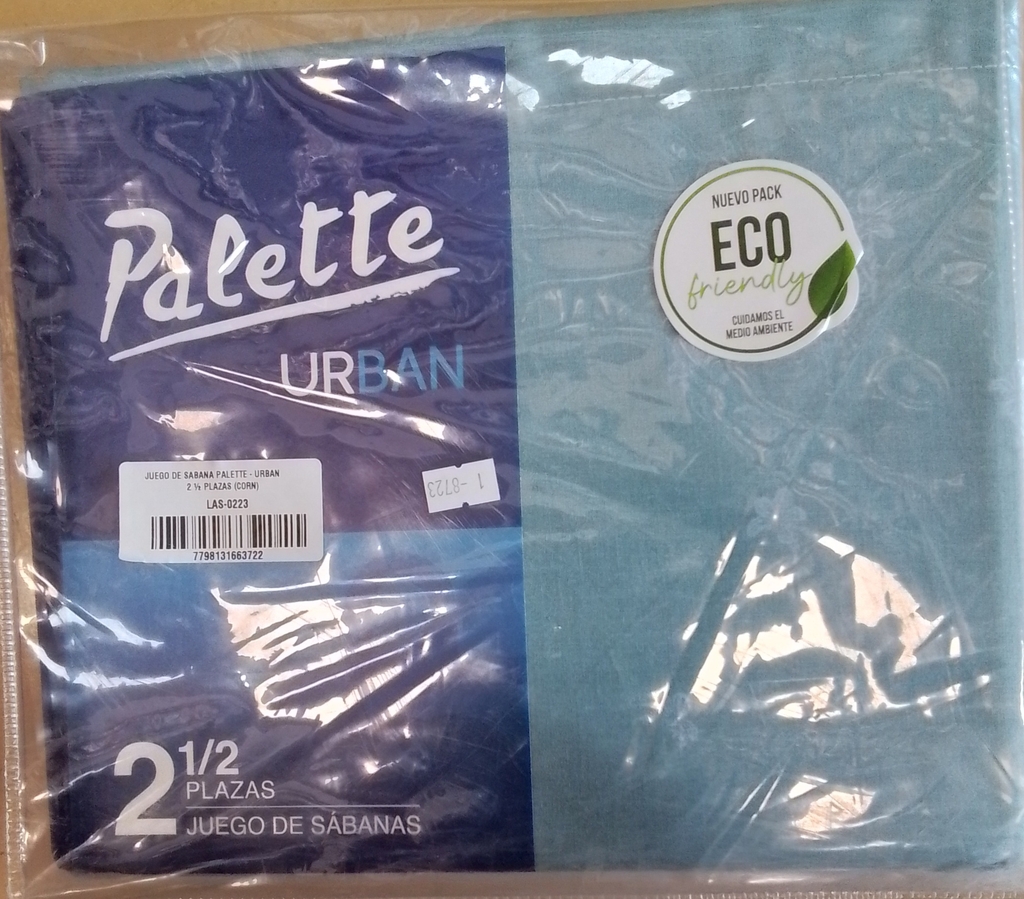 Palette
URBAN
JUEGO DE SABANA PALETTE - URBAN
2 ½ PLAZAS (CORN)
LAS-0223
7798131663722
1-8723
2 1/2
PLAZAS
JUEGO DE SÁBANAS
NUEVO PACK
ECO
friendly
CUIDAMOS EL
MEDIO AMBIENTE